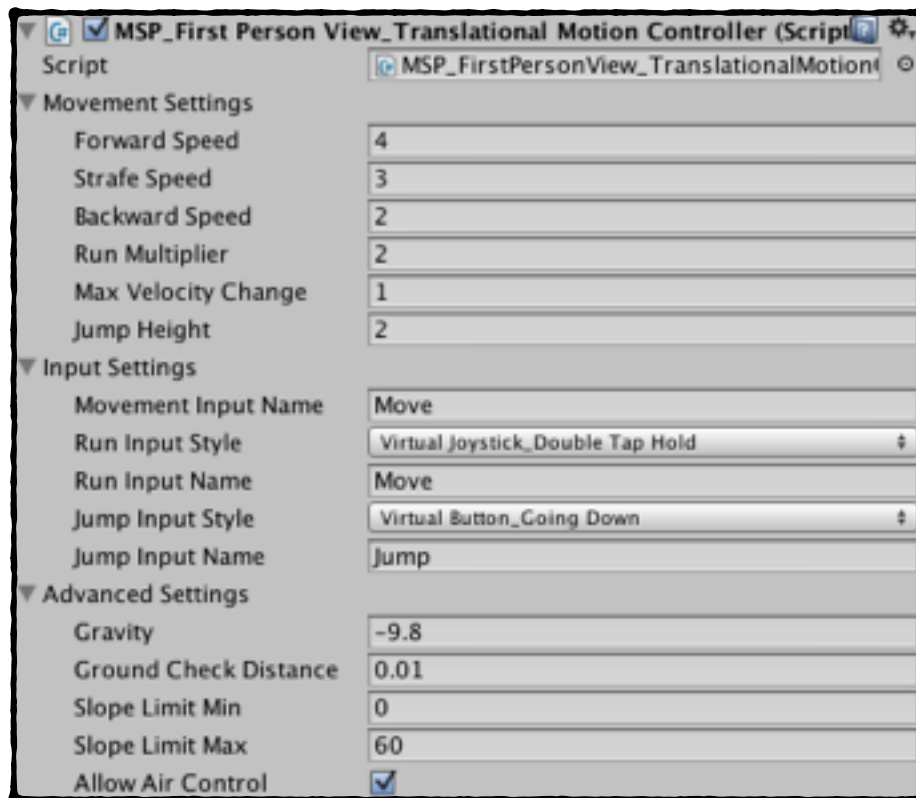 MSP_First Person View_Translational Motion Controller (Script
Script MSP_FirstPersonView_TranslationalMotion
Movement Settings
Forward Speed 4
Strafe Speed 3
Backward Speed 2
Run Multiplier 2
Max Velocity Change 1
Jump Height 2
Input Settings
Movement Input Name Move
Run Input Style Virtual Joystick_Double Tap Hold
Run Input Name Move
Jump Input Style Virtual Button_Going Down
Jump Input Name Jump
Advanced Settings
Gravity -9.8
Ground Check Distance 0.01
Slope Limit Min 0
Slope Limit Max 60
Allow Air Control